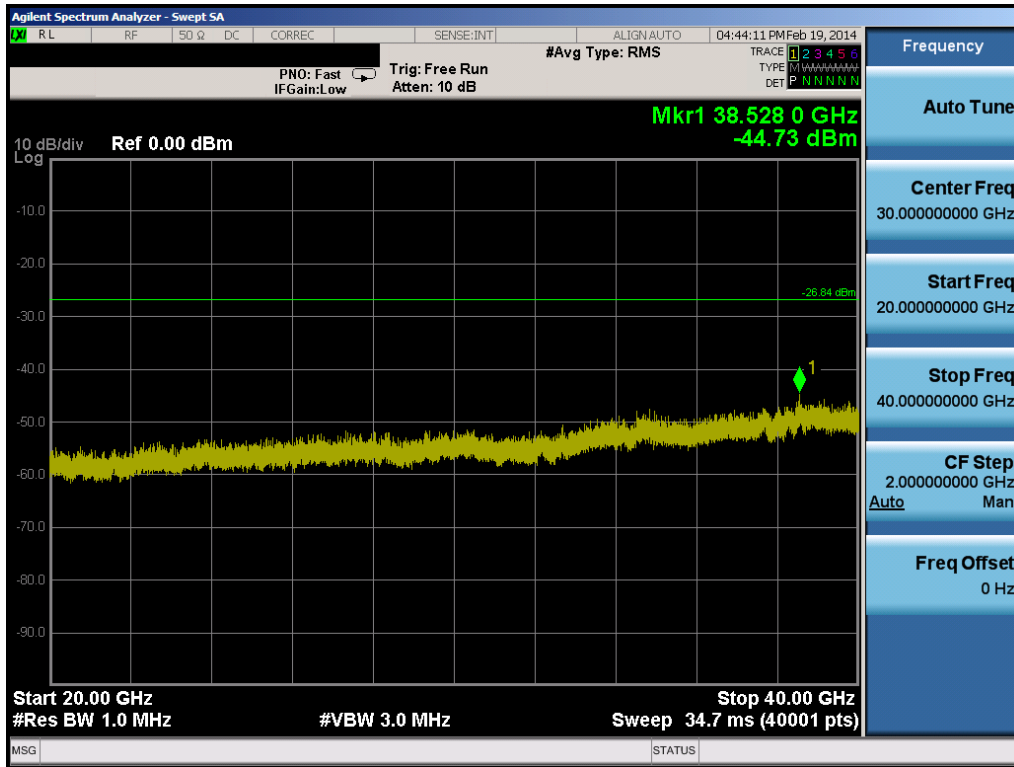 Agilent Spectrum Analyzer - Swept SA
LXI RL RF 50 Ω DC CORREC SENSE:INT ALIGN AUTO 04:44:11 PM Feb 19, 2014
#Avg Type: RMS TRACE 1 2 3 4 5 6
PNO: Fast Trig: Free Run TYPE M WWWWW
IFGain:Low Atten: 10 dB DET P N N N N N
Mkr1 38.528 0 GHz
-44.73 dBm
10 dB/div Ref 0.00 dBm
Log
-10.0
-20.0
-26.84 dBm
-30.0
-40.0
1
-50.0
-60.0
-70.0
-80.0
-90.0
Start 20.00 GHz Stop 40.00 GHz
#Res BW 1.0 MHz #VBW 3.0 MHz Sweep 34.7 ms (40001 pts)
MSG STATUS
Frequency
Auto Tune
Center Freq
30.000000000 GHz
Start Freq
20.000000000 GHz
Stop Freq
40.000000000 GHz
CF Step
2.000000000 GHz
Auto Man
Freq Offset
0 Hz